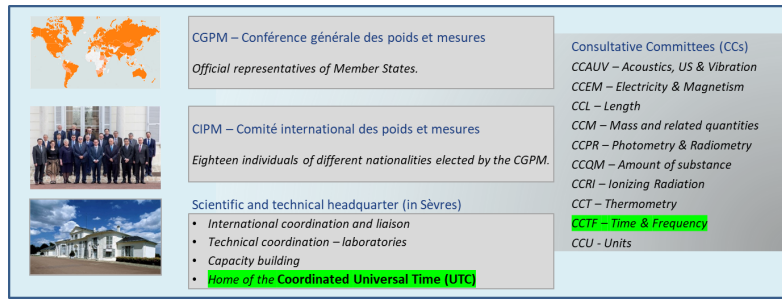 CGPM – Conférence générale des poids et mesures
Official representatives of Member States.
CIPM – Comité international des poids et mesures
Eighteen individuals of different nationalities elected by the CGPM.
Scientific and technical headquarter (in Sèvres)
• International coordination and liaison
• Technical coordination – laboratories
• Capacity building
• Home of the Coordinated Universal Time (UTC)
Consultative Committees (CCs)
CCAUV – Acoustics, US & Vibration
CCEM – Electricity & Magnetism
CCL – Length
CCM – Mass and related quantities
CCPR – Photometry & Radiometry
CCQM – Amount of substance
CCRI – Ionizing Radiation
CCT – Thermometry
CCTF – Time & Frequency
CCU - Units